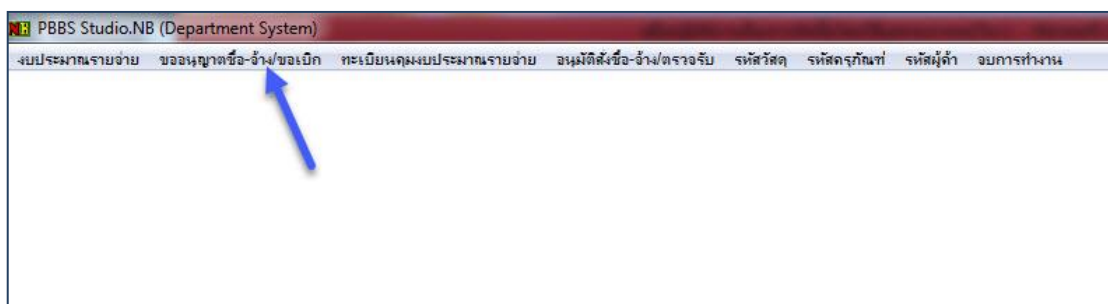 PBBS Studio.NB (Department System)
งบประมาณรายจ่าย ขออนุญาตซื้อ-จ้าง/ขอเบิก ทะเบียนคุมงบประมาณรายจ่าย อนุมัติสั่งซื้อ-จ้าง/ตรวจรับ รหัสวัสดุ รหัสครุภัณฑ์ รหัสผู้ค้า จบการทำงาน